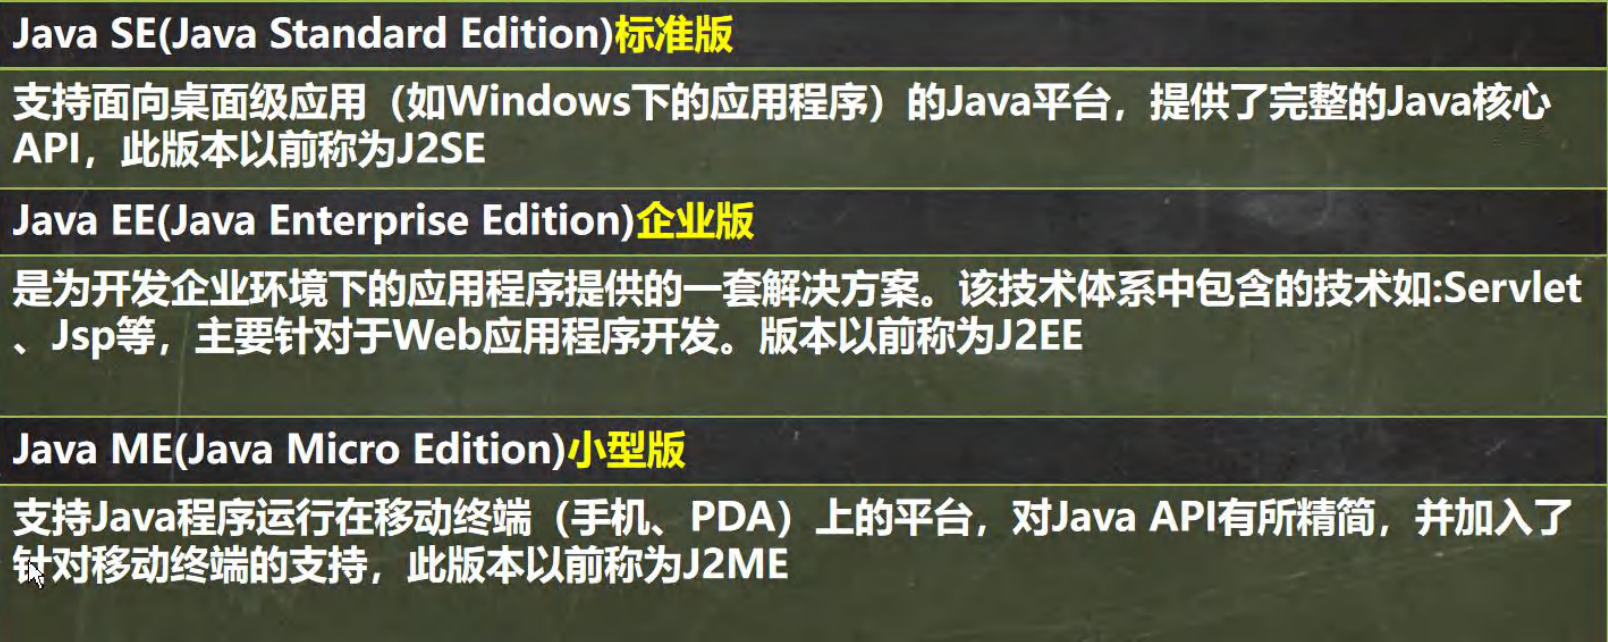 Java SE(Java Standard Edition)标准版
支持面向桌面级应用（如Windows下的应用程序）的Java平台，提供了完整的Java核心
API，此版本以前称为J2SE
Java EE(Java Enterprise Edition)企业版
是为开发企业环境下的应用程序提供的一套解决方案。该技术体系中包含的技术如:Servlet
、Jsp等，主要针对于Web应用程序开发。版本以前称为J2EE
Java ME(Java Micro Edition)小型版
支持Java程序运行在移动终端（手机、PDA）上的平台，对Java API有所精简，并加入了
针对移动终端的支持，此版本以前称为J2ME